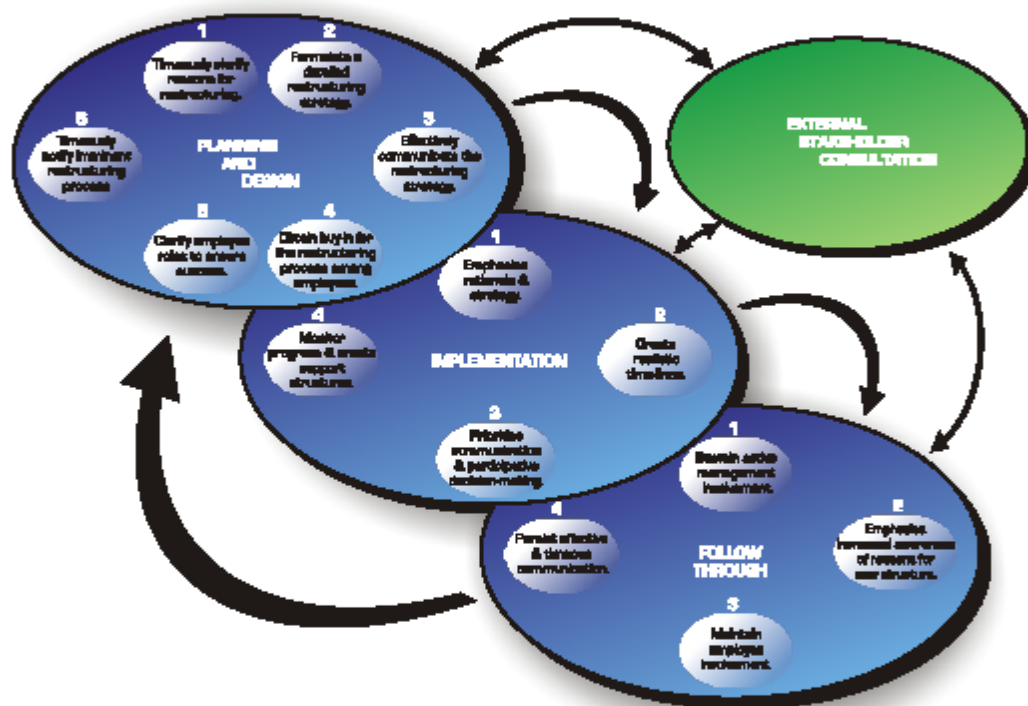 1
Timeously clarify
reasons for
restructuring.
2
Formulate a
detailed
restructuring
strategy.
3
Effectively
communicate the
restructuring
strategy.
4
Obtain buy-in for
the restructuring
process among
employees.
5
Clarify employee
roles to ensure
success.
6
Timeously
notify imminent
restructuring
process
PLANNING
AND
DESIGN
EXTERNAL
STAKEHOLDER
CONSULTATION
1
Emphasise
rationale &
strategy.
2
Create
realistic
timelines.
3
Prioritise
communication
& participative
decision-making.
4
Monitor
progress & create
support
structures.
IMPLEMENTATION
1
Sustain active
management
involvement.
2
Emphasise
increased awareness
of reasons for
new structure.
3
Maintain
employee
involvement.
4
Persist effective
& timeous
communication.
FOLLOW
THROUGH